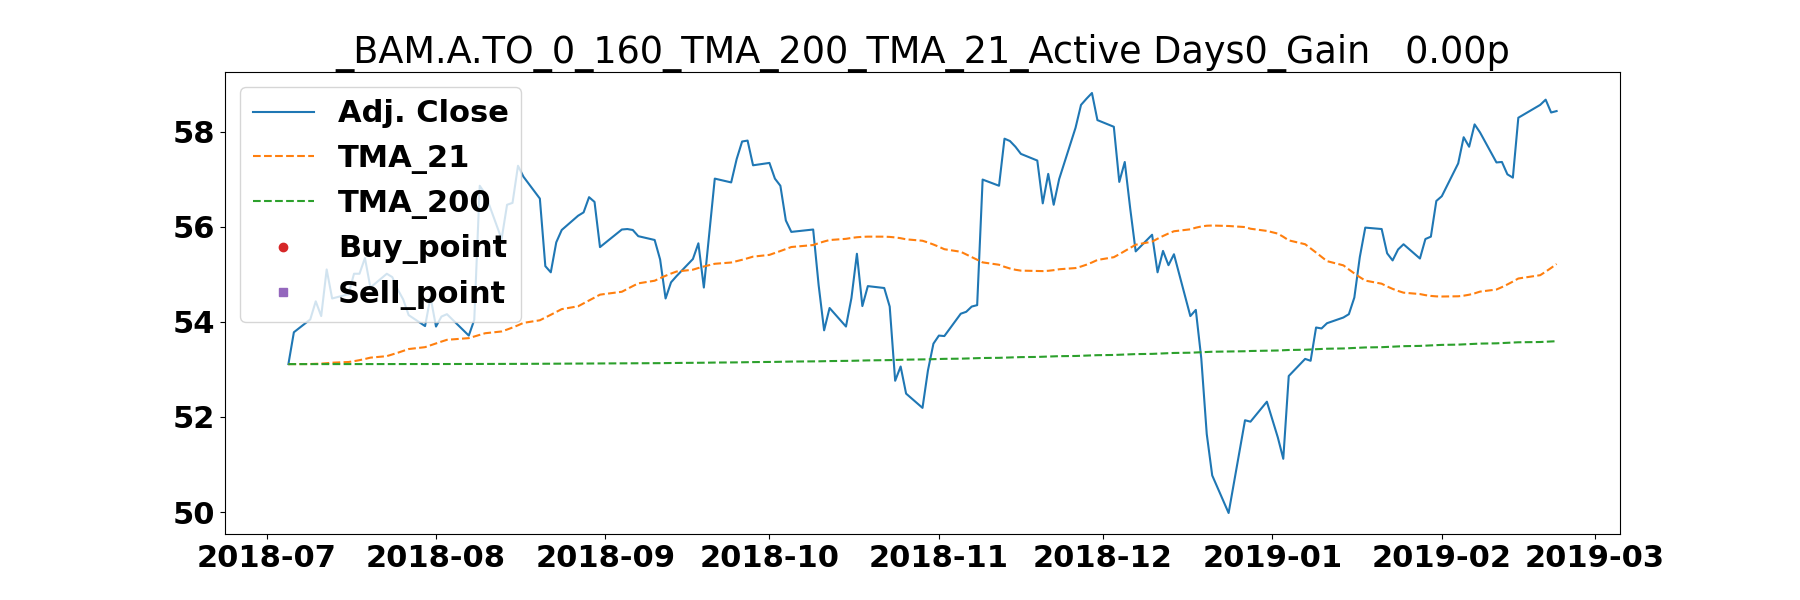 _BAM.A.TO_0_160_TMA_200_TMA_21_Active Days0_Gain   0.00p
Adj. Close
TMA_21
TMA_200
Buy_point
Sell_point
58
56
54
52
50
2018-07 2018-08 2018-09 2018-10 2018-11 2018-12 2019-01 2019-02 2019-03